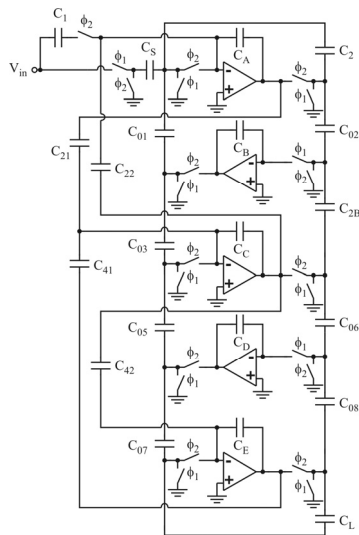 C1 ϕ2
Vin
ϕ1 CS ϕ2 CA ϕ2 C2
ϕ2 ϕ1 - + ϕ1
C21 C01 C02
CB
C22 ϕ2 - ϕ1
ϕ1 + ϕ2
C2B
C03 CC
C41 ϕ2 - ϕ2
ϕ1 + ϕ1
C05 C06
CD
C42 ϕ2 - ϕ1
ϕ1 + ϕ2
C08
C07 CE
ϕ2 - ϕ2
ϕ1 + ϕ1
CL